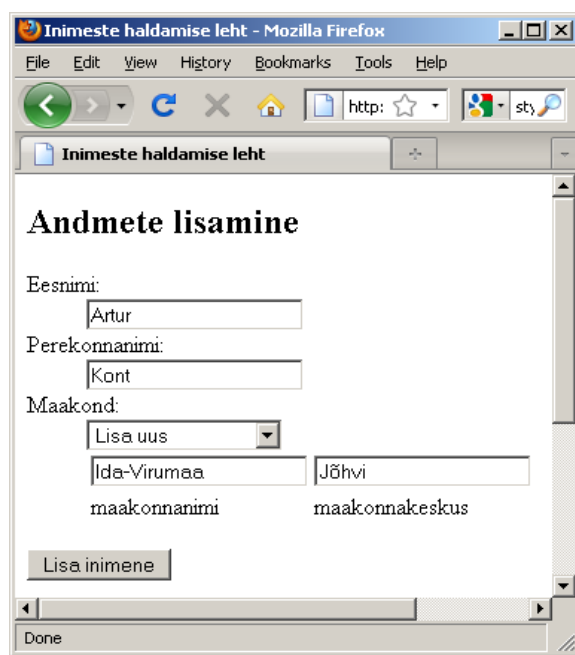 Inimeste haldamise leht - Mozilla Firefox
File Edit View History Bookmarks Tools Help
http: sty
Inimeste haldamise leht
Andmete lisamine
Eesnimi:
Artur
Perekonnanimi:
Kont
Maakond:
Lisa uus
Ida-Virumaa Jõhvi
maakonnanimi maakonnakeskus
Lisa inimene
Done